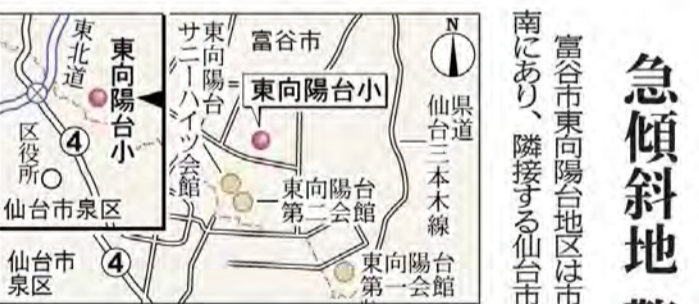 急傾斜地
富谷市東向陽台地区は市
南にあり、隣接する仙台市
N
富谷市
東向陽台小
県道
仙台三本木線
東向陽台
サニーハイツ会館
東向陽台
第二会館
東向陽台
第一会館
東北道
東向陽台小
4
区役所
仙台市泉区
仙台市
泉区
4